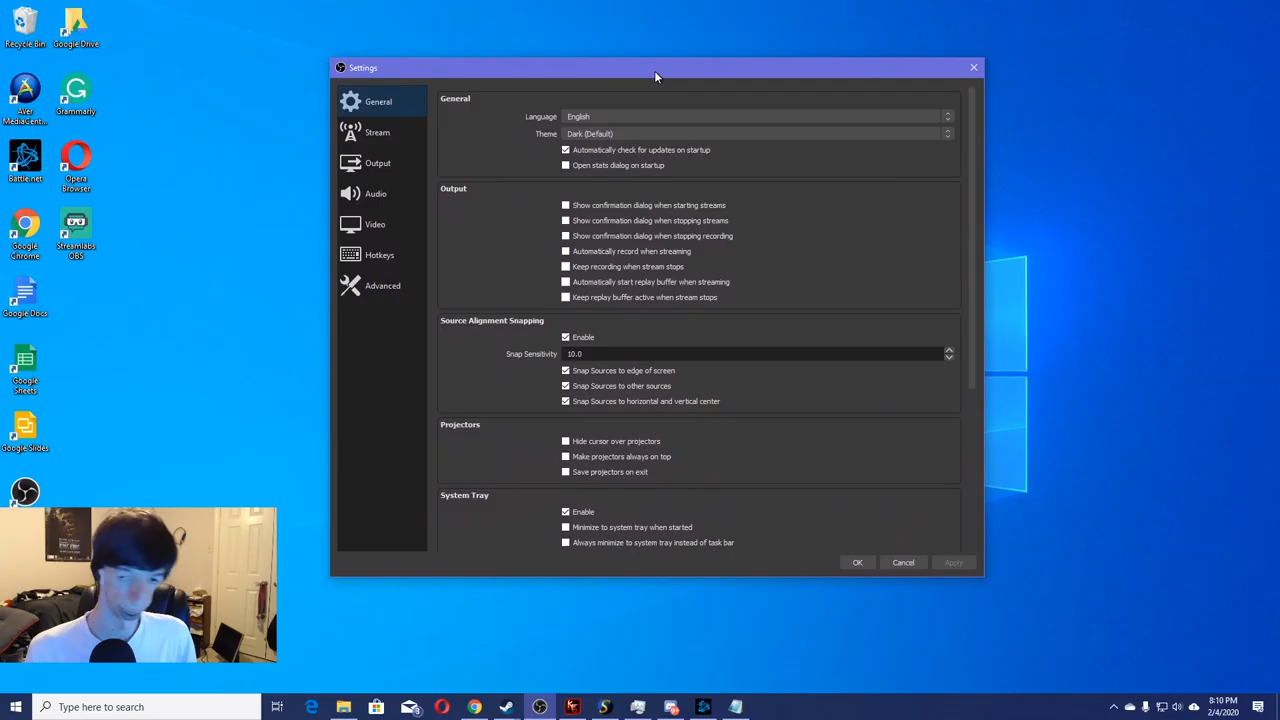 Recycle Bin
Google Drive
AVer
MediaCent...
Grammarly
Battle.net
Opera
Browser
Google
Chrome
Streamlabs
OBS
Google Docs
Google
Sheets
Google Slides
Settings
General
Stream
Output
Audio
Video
Hotkeys
Advanced
General
Language English
Theme Dark (Default)
Automatically check for updates on startup
Open stats dialog on startup
Output
Show confirmation dialog when starting streams
Show confirmation dialog when stopping streams
Show confirmation dialog when stopping recording
Automatically record when streaming
Keep recording when stream stops
Automatically start replay buffer when streaming
Keep replay buffer active when stream stops
Source Alignment Snapping
Enable
Snap Sensitivity 10.0
Snap Sources to edge of screen
Snap Sources to other sources
Snap Sources to horizontal and vertical center
Projectors
Hide cursor over projectors
Make projectors always on top
Save projectors on exit
System Tray
Enable
Minimize to system tray when started
Always minimize to system tray instead of task bar
OK Cancel Apply
Type here to search
8:10 PM
2/4/2020